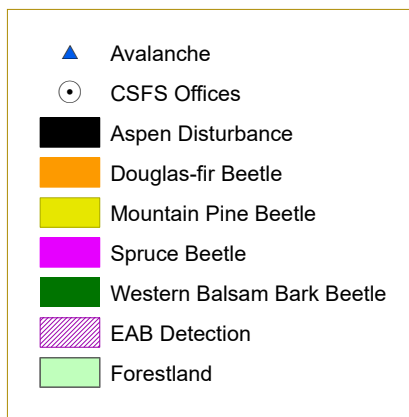 Avalanche
CSFS Offices
Aspen Disturbance
Douglas-fir Beetle
Mountain Pine Beetle
Spruce Beetle
Western Balsam Bark Beetle
EAB Detection
Forestland